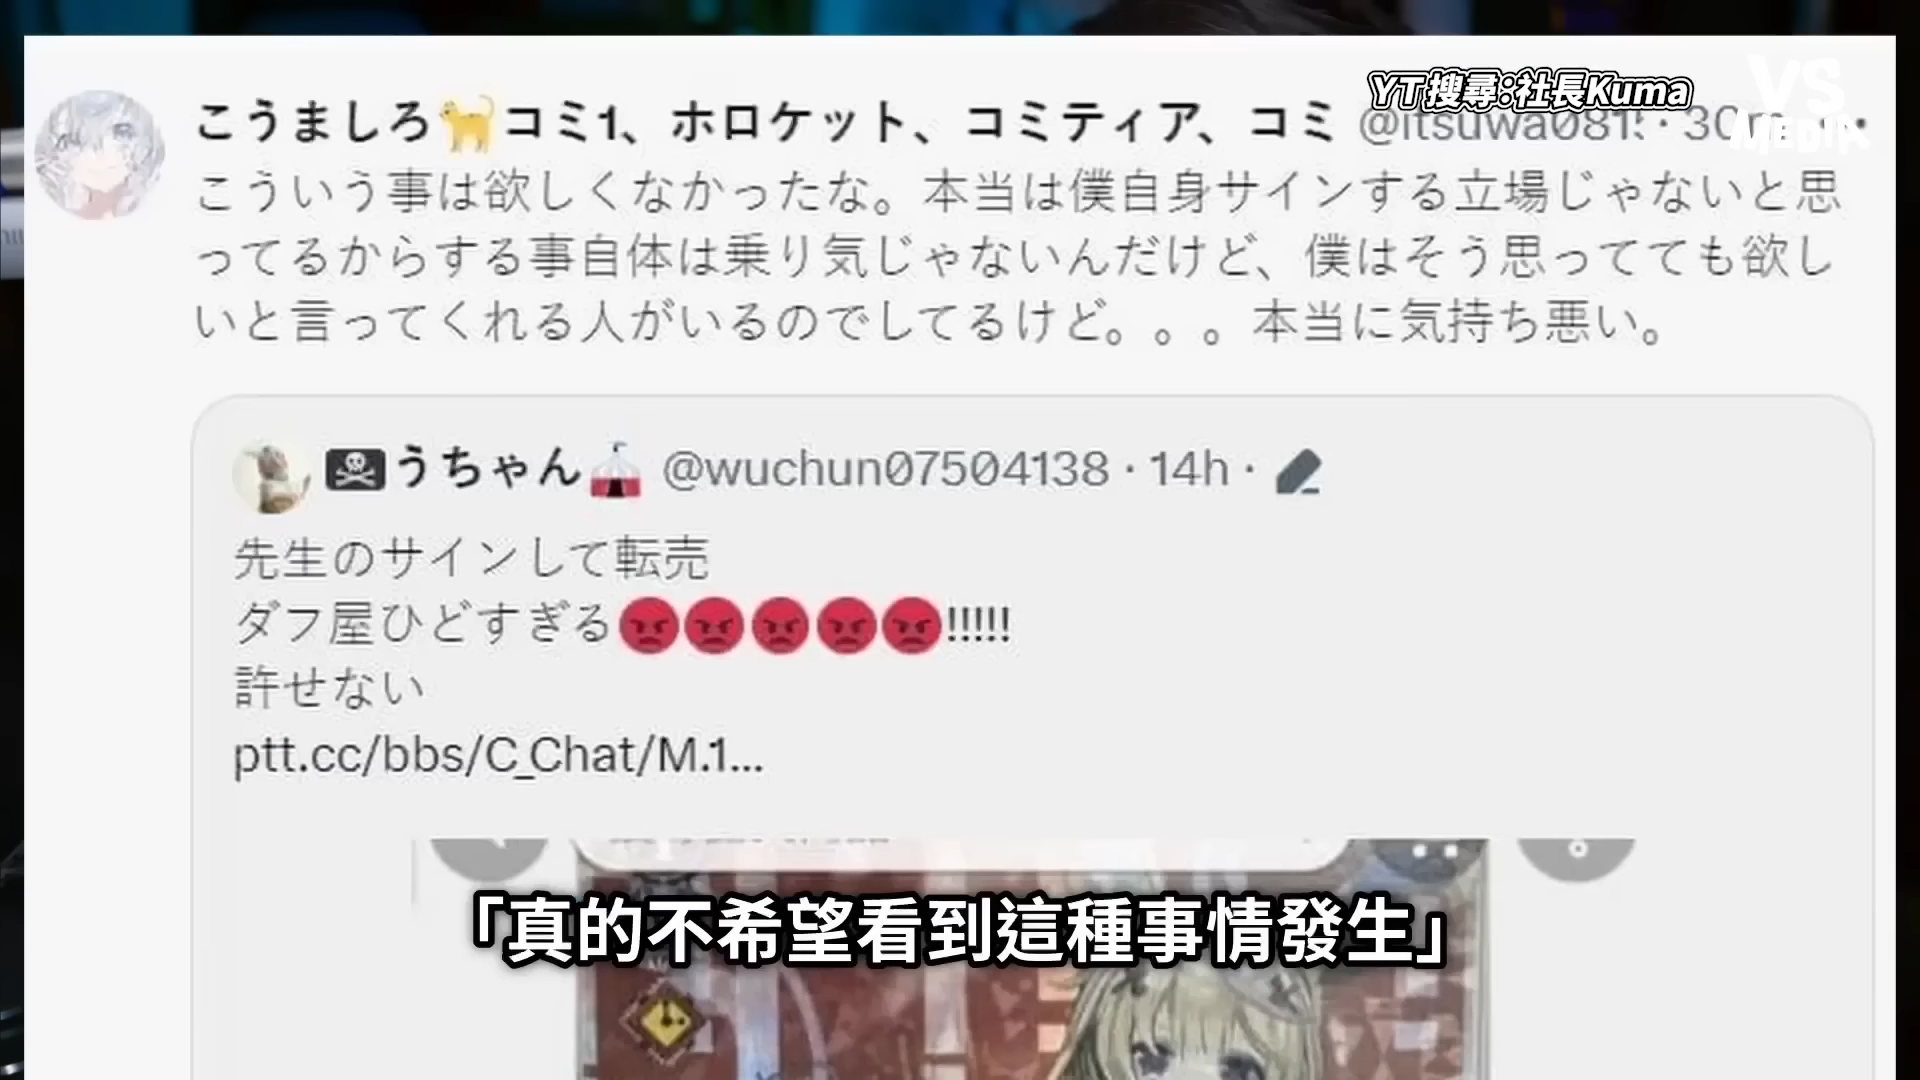 YT搜尋:社長Kuma
VS
MEDIA
こうましろ🐈コミ1、ホロケット、コミティア、コミ @itsuwa081 · 30m
こういう事は欲しくなかったな。本当は僕自身サインする立場じゃないと思
ってるからする事自体は乗り気じゃないんだけど、僕はそう思ってても欲し
いと言ってくれる人がいるのでしてるけど。。。本当に気持ち悪い。
🏴‍☠️うちゃん🎪 @wuchun07504138 · 14h ·
先生のサインして転売
ダフ屋ひどすぎる😡😡😡😡😡!!!!!
許せない
ptt.cc/bbs/C_Chat/M.1...
「真的不希望看到這種事情發生」